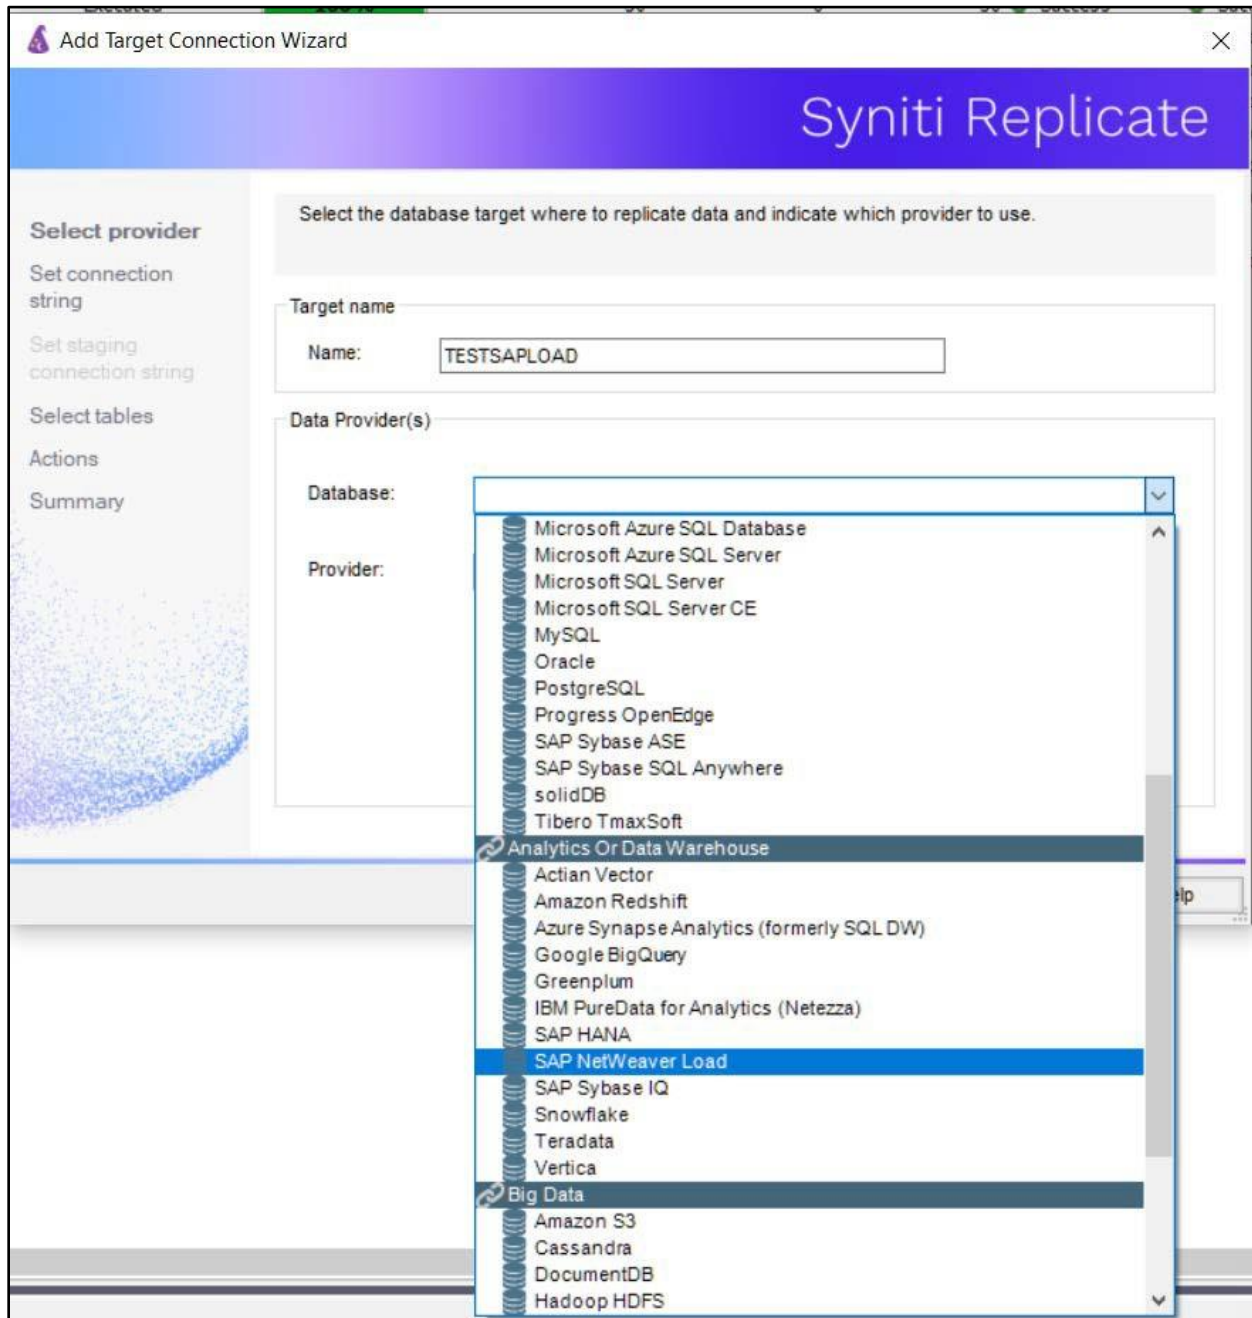 Add Target Connection Wizard
Syniti Replicate
Select provider
Set connection
string
Set staging
connection string
Select tables
Actions
Summary
Select the database target where to replicate data and indicate which provider to use.
Target name
Name: TESTSAPLOAD
Data Provider(s)
Database:
Provider:
Microsoft Azure SQL Database
Microsoft Azure SQL Server
Microsoft SQL Server
Microsoft SQL Server CE
MySQL
Oracle
PostgreSQL
Progress OpenEdge
SAP Sybase ASE
SAP Sybase SQL Anywhere
solidDB
Tibero TmaxSoft
Analytics Or Data Warehouse
Actian Vector
Amazon Redshift
Azure Synapse Analytics (formerly SQL DW)
Google BigQuery
Greenplum
IBM PureData for Analytics (Netezza)
SAP HANA
SAP NetWeaver Load
SAP Sybase IQ
Snowflake
Teradata
Vertica
Big Data
Amazon S3
Cassandra
DocumentDB
Hadoop HDFS
elp